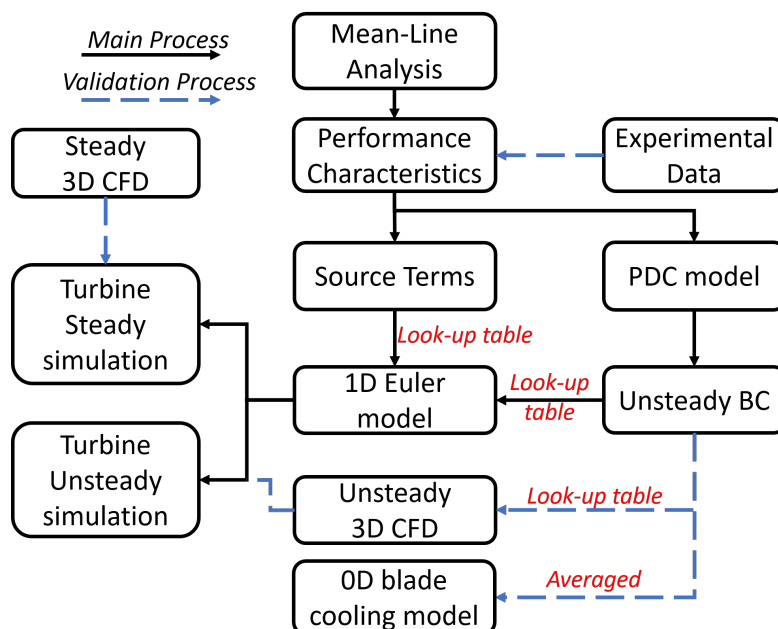 Main Process
Validation Process
Mean-Line
Analysis
Steady
3D CFD
Performance
Characteristics
Experimental
Data
Turbine
Steady
simulation
Source Terms
PDC model
Look-up table
1D Euler
model
Look-up
table
Unsteady BC
Turbine
Unsteady
simulation
Unsteady
3D CFD
Look-up table
0D blade
cooling model
Averaged